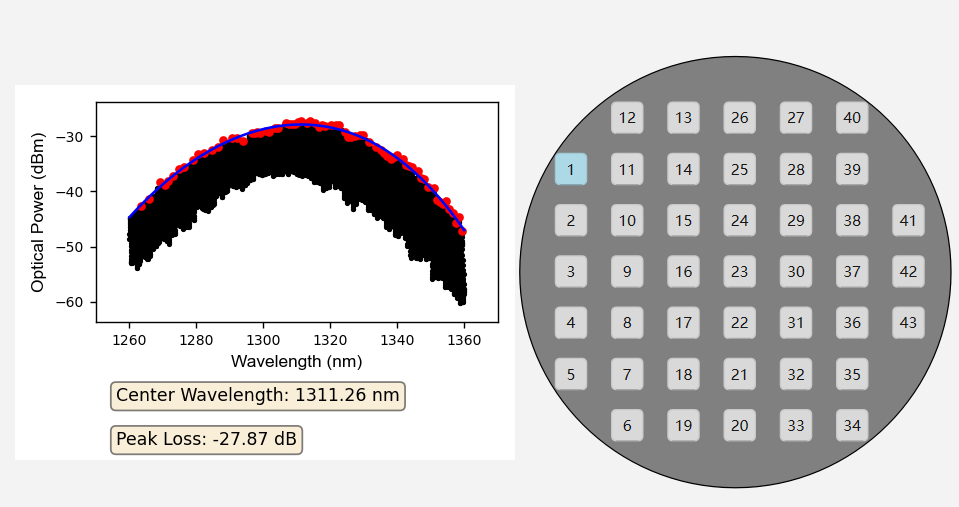 −30
−40
−50
−60
Optical Power (dBm)
1260 1280 1300 1320 1340 1360
Wavelength (nm)
Center Wavelength: 1311.26 nm
Peak Loss: -27.87 dB
12 13 26 27 40
1 11 14 25 28 39
2 10 15 24 29 38 41
3 9 16 23 30 37 42
4 8 17 22 31 36 43
5 7 18 21 32 35
6 19 20 33 34